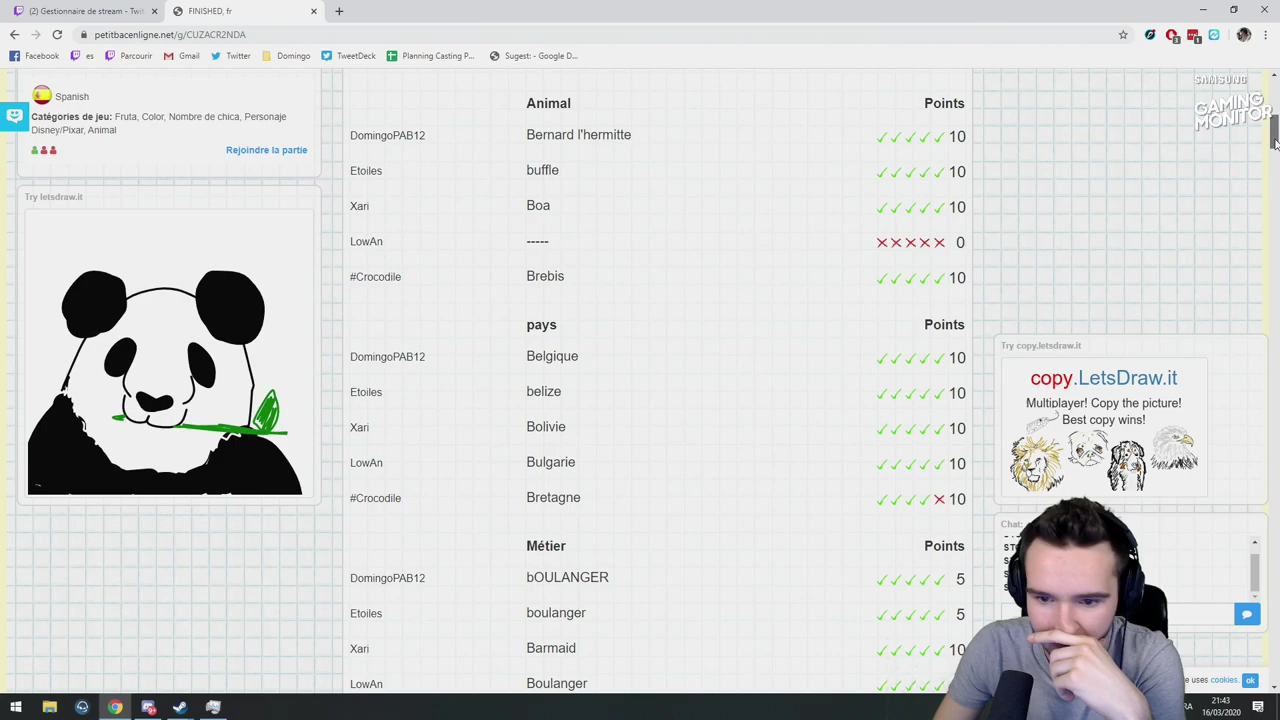 (2) Gestionnaire de stream - Twit
FINISHED, fr
petitbacenligne.net/g/CUZACR2NDA
Facebook
es
Parcourir
Gmail
Twitter
Domingo
TweetDeck
Planning Casting P...
Sugest: - Google D...
Spanish
Catégories de jeu: Fruta, Color, Nombre de chica, Personaje
Disney/Pixar, Animal
Rejoindre la partie
Try letsdraw.it
Animal Points
DomingoPAB12 Bernard l'hermitte 10
Etoiles buffle 10
Xari Boa 10
LowAn ----- 0
#Crocodile Brebis 10
pays Points
DomingoPAB12 Belgique 10
Etoiles belize 10
Xari Bolivie 10
LowAn Bulgarie 10
#Crocodile Bretagne 10
Métier Points
DomingoPAB12 bOULANGER 5
Etoiles boulanger 5
Xari Barmaid 10
LowAn Boulanger
SAMSUNG
GAMING
MONITOR
Try copy.letsdraw.it
copy.LetsDraw.it
Multiplayer! Copy the picture!
Best copy wins!
Chat:
e uses cookies. ok
21:43
16/03/2020